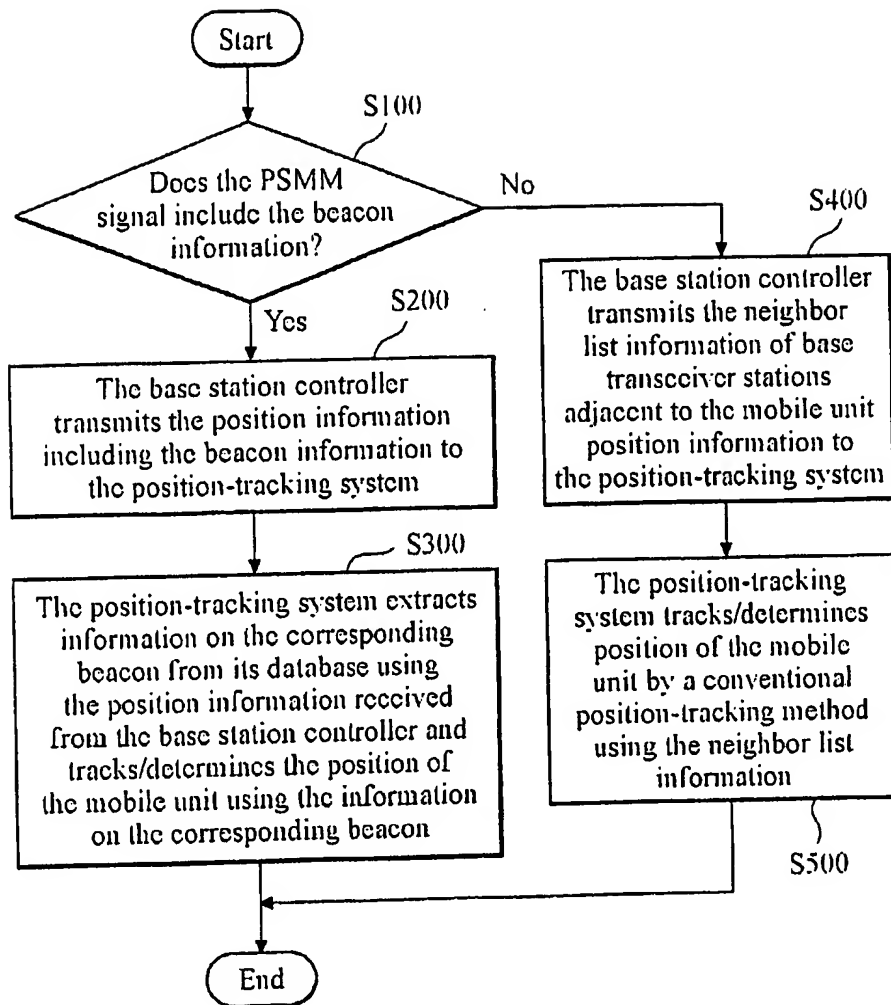 Start
S100
Does the PSMM
signal include the beacon
information?
No
Yes
S200
The base station controller
transmits the position information
including the beacon information to
the position-tracking system
S300
The position-tracking system extracts
information on the corresponding
beacon from its database using
the position information received
from the base station controller and
tracks/determines the position of
the mobile unit using the information
on the corresponding beacon
S400
The base station controller
transmits the neighbor
list information of base
transceiver stations
adjacent to the mobile unit
position information to
the position-tracking system
The position-tracking
system tracks/determines
position of the mobile
unit by a conventional
position-tracking method
using the neighbor list
information
S500
End